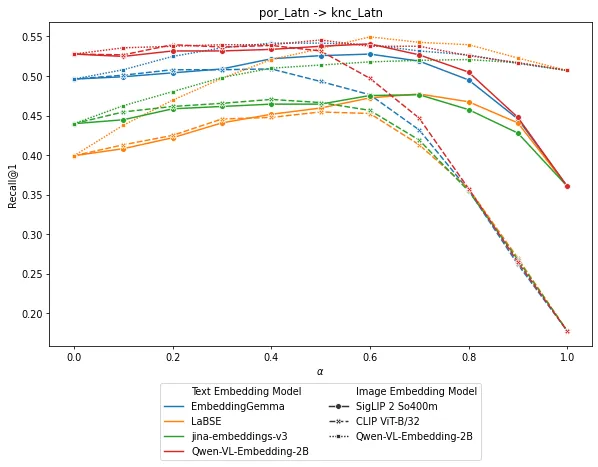 por_Latn -> knc_Latn
Recall@1
0.55
0.50
0.45
0.40
0.35
0.30
0.25
0.20
0.0 0.2 0.4 0.6 0.8 1.0
α
Text Embedding Model Image Embedding Model
EmbeddingGemma SigLIP 2 So400m
LaBSE CLIP ViT-B/32
jina-embeddings-v3 Qwen-VL-Embedding-2B
Qwen-VL-Embedding-2B